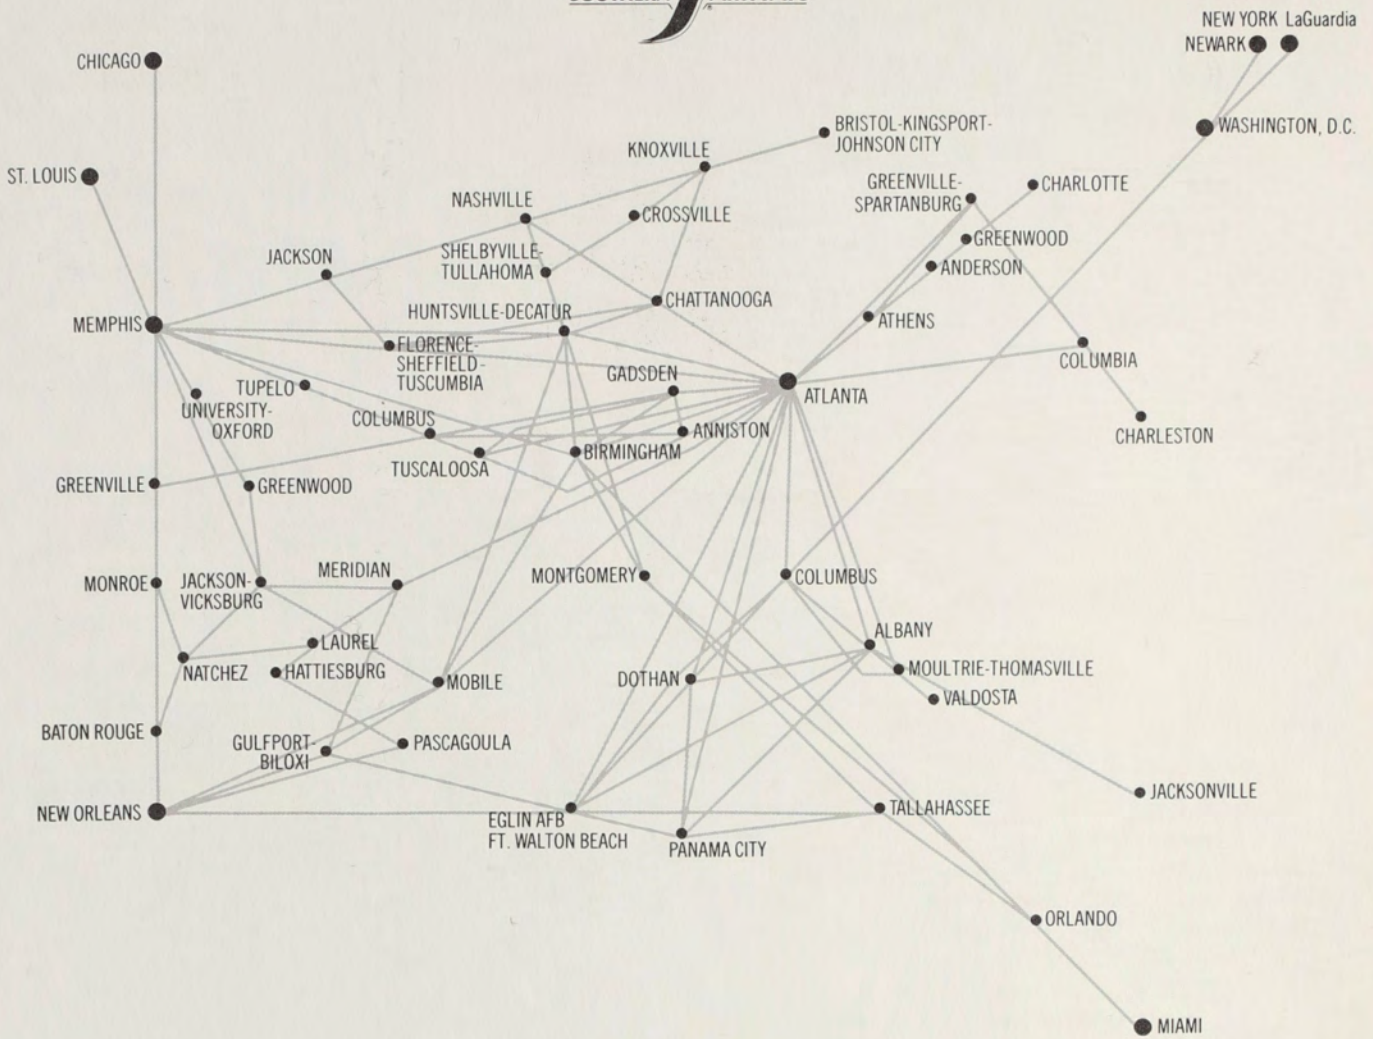 NEW YORK LaGuardia
NEWARK
CHICAGO
WASHINGTON, D.C.
BRISTOL-KINGSPORT-
JOHNSON CITY
KNOXVILLE
ST. LOUIS
GREENVILLE-
SPARTANBURG
CHARLOTTE
NASHVILLE
CROSSVILLE
GREENWOOD
SHELBYVILLE-
TULLAHOMA
JACKSON
ANDERSON
CHATTANOOGA
HUNTSVILLE-DECATUR
MEMPHIS
ATHENS
FLORENCE-
SHEFFIELD-
TUSCUMBIA
COLUMBIA
GADSDEN
TUPELO
ATLANTA
UNIVERSITY-
OXFORD
COLUMBUS
ANNISTON
CHARLESTON
BIRMINGHAM
TUSCALOOSA
GREENVILLE
GREENWOOD
MERIDIAN
MONTGOMERY
COLUMBUS
MONROE
JACKSON-
VICKSBURG
ALBANY
LAUREL
MOULTRIE-THOMASVILLE
NATCHEZ
HATTIESBURG
MOBILE
DOTHAN
VALDOSTA
BATON ROUGE
GULFPORT-
BILOXI
PASCAGOULA
JACKSONVILLE
NEW ORLEANS
EGLIN AFB
FT. WALTON BEACH
TALLAHASSEE
PANAMA CITY
ORLANDO
MIAMI